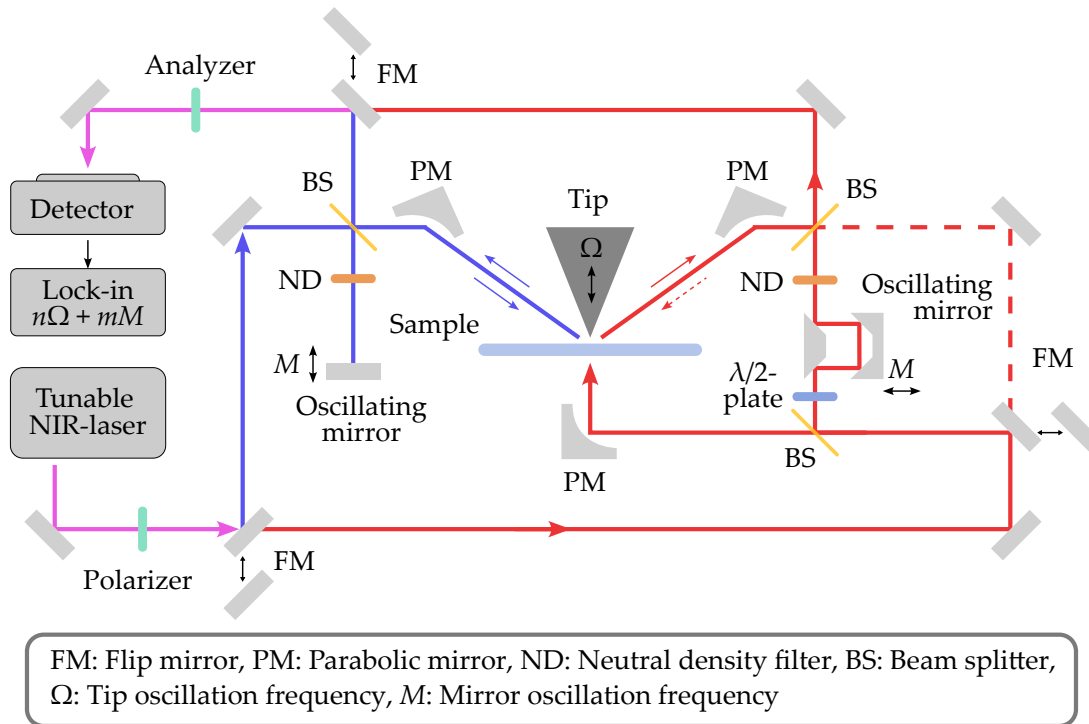 FM
Analyzer
PM
PM
BS
BS
Tip
Detector
Ω
ND
ND
Oscillating
mirror
Lock-in
nΩ + mM
Sample
M
FM
M
λ/2-
plate
Tunable
NIR-laser
Oscillating
mirror
BS
PM
FM
Polarizer
FM: Flip mirror, PM: Parabolic mirror, ND: Neutral density filter, BS: Beam splitter,
Ω: Tip oscillation frequency, M: Mirror oscillation frequency